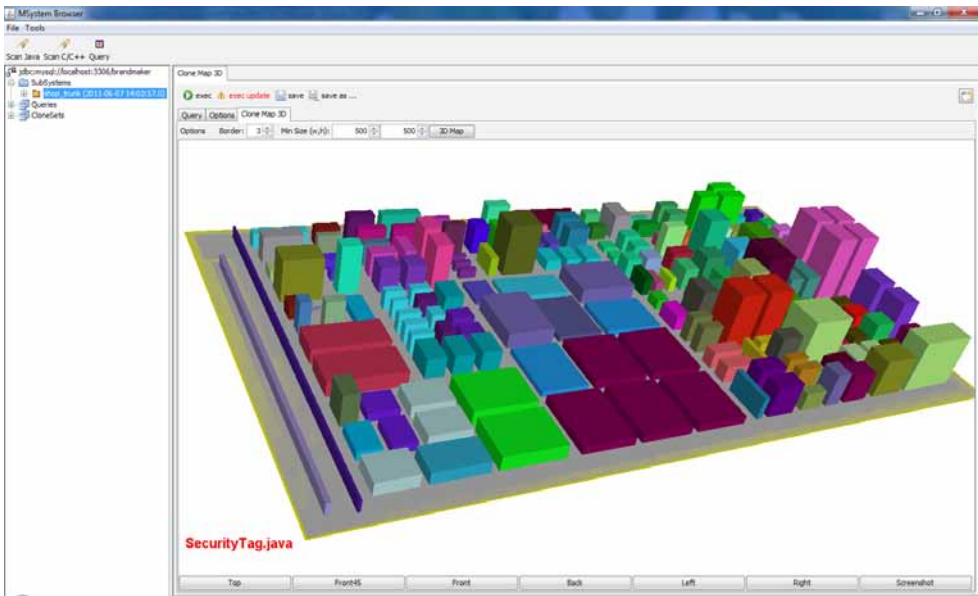 MSystem Browser
File Tools
Scan Java Scan C/C++ Query
jdbc:mysql://localhost:3306/brandmaker
SubSystems
shop_trunk (2011-06-07 14:03:57.0)
Queries
CloneSets
Clone Map 3D
exec exec update save save as ...
Query Options Clone Map 3D
Options Border: 3 Min Size (w,h): 500 500 3D Map
SecurityTag.java
Top Front45 Front Back Left Right Screenshot